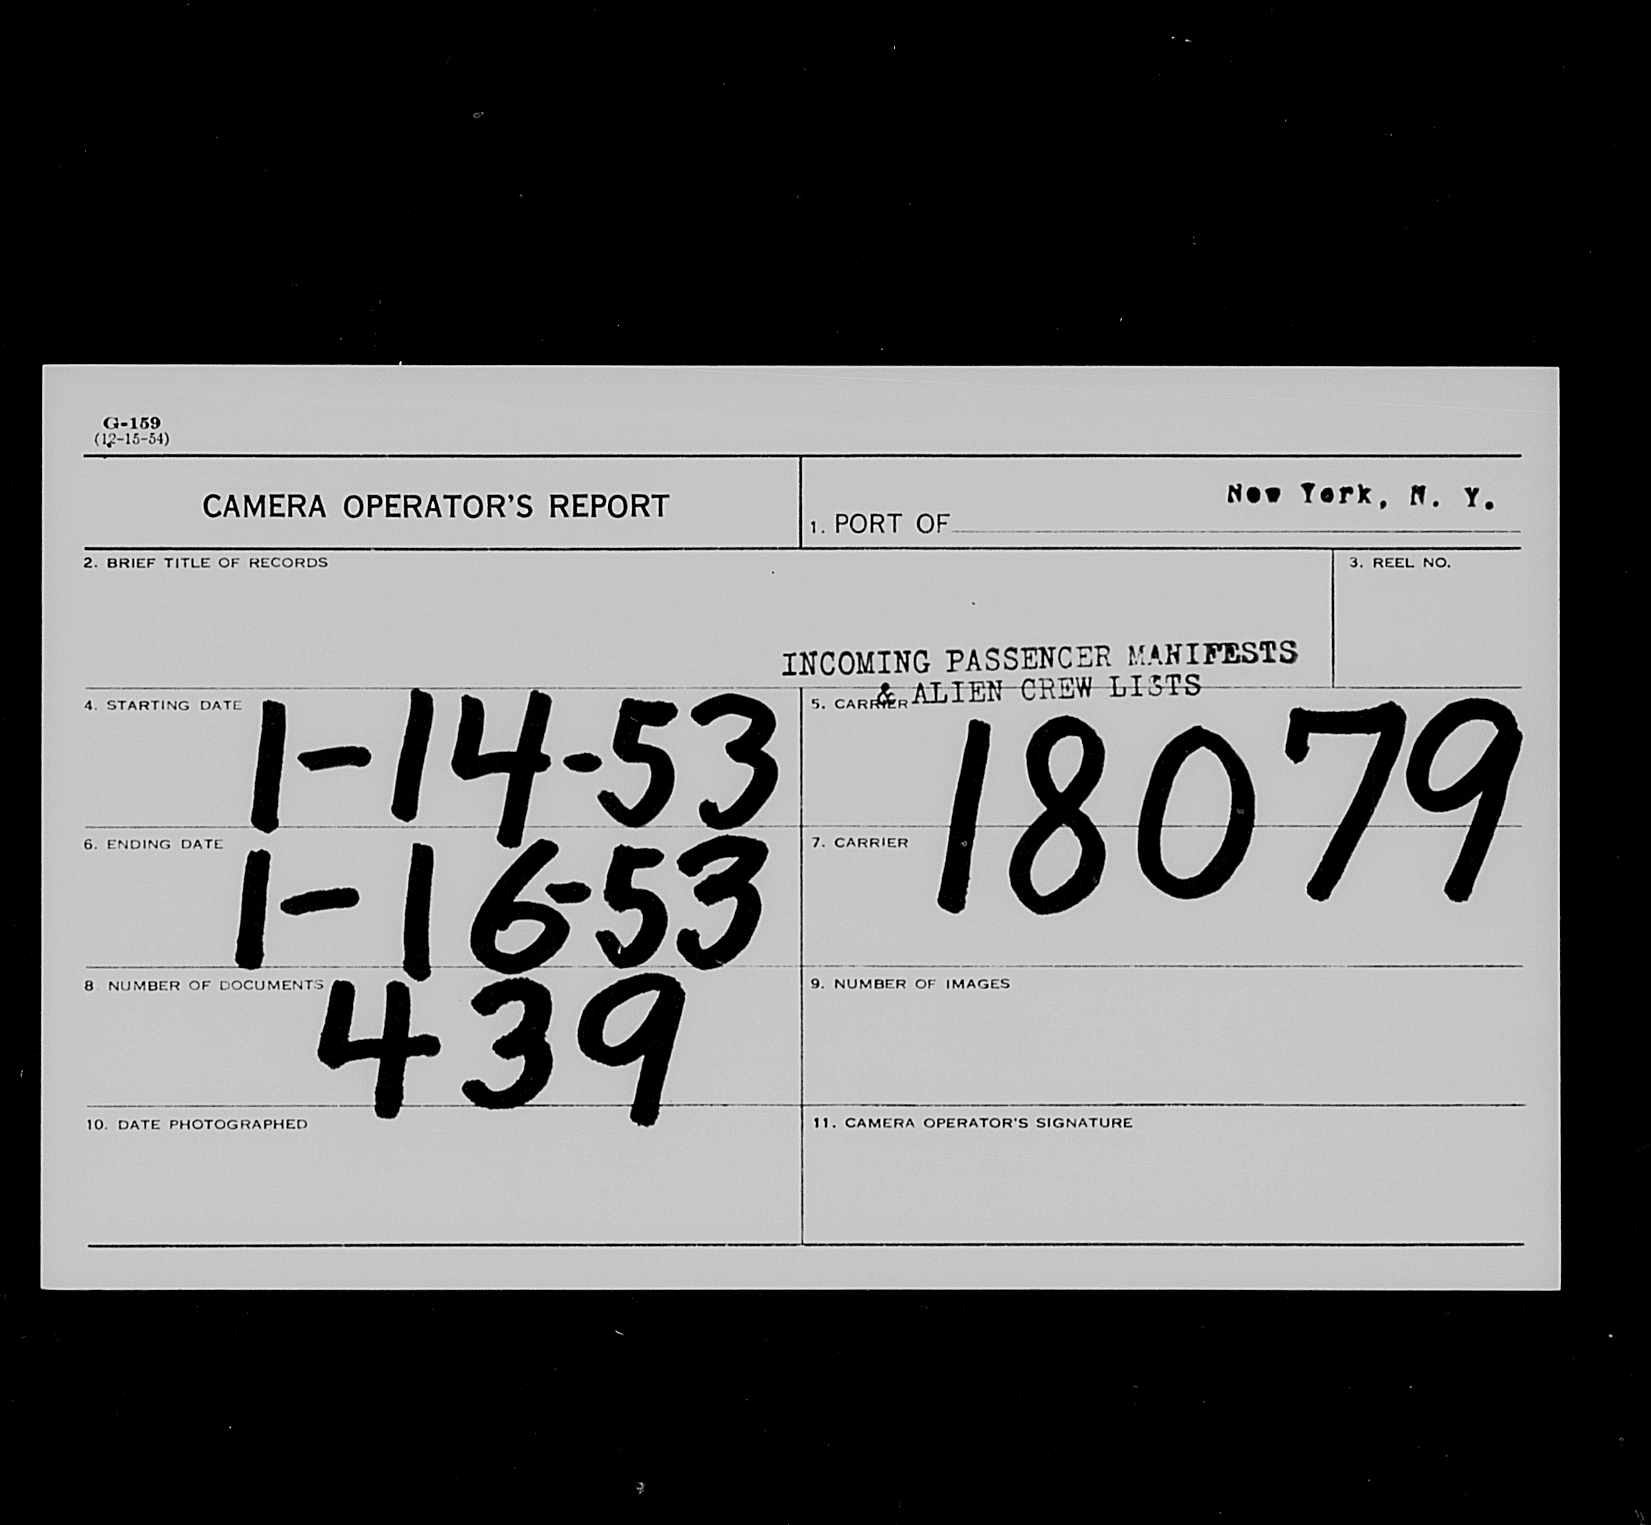 G-159
(12-15-54)
CAMERA OPERATOR'S REPORT
1. PORT OF New York, N. Y.
2. BRIEF TITLE OF RECORDS
3. REEL NO.
INCOMING PASSENGER MANIFESTS
& ALIEN CREW LISTS
4. STARTING DATE 1-14-53
5. CARRIER 18079
6. ENDING DATE 1-16-53
7. CARRIER
8 NUMBER OF DOCUMENTS 439
9. NUMBER OF IMAGES
10. DATE PHOTOGRAPHED
11. CAMERA OPERATOR'S SIGNATURE